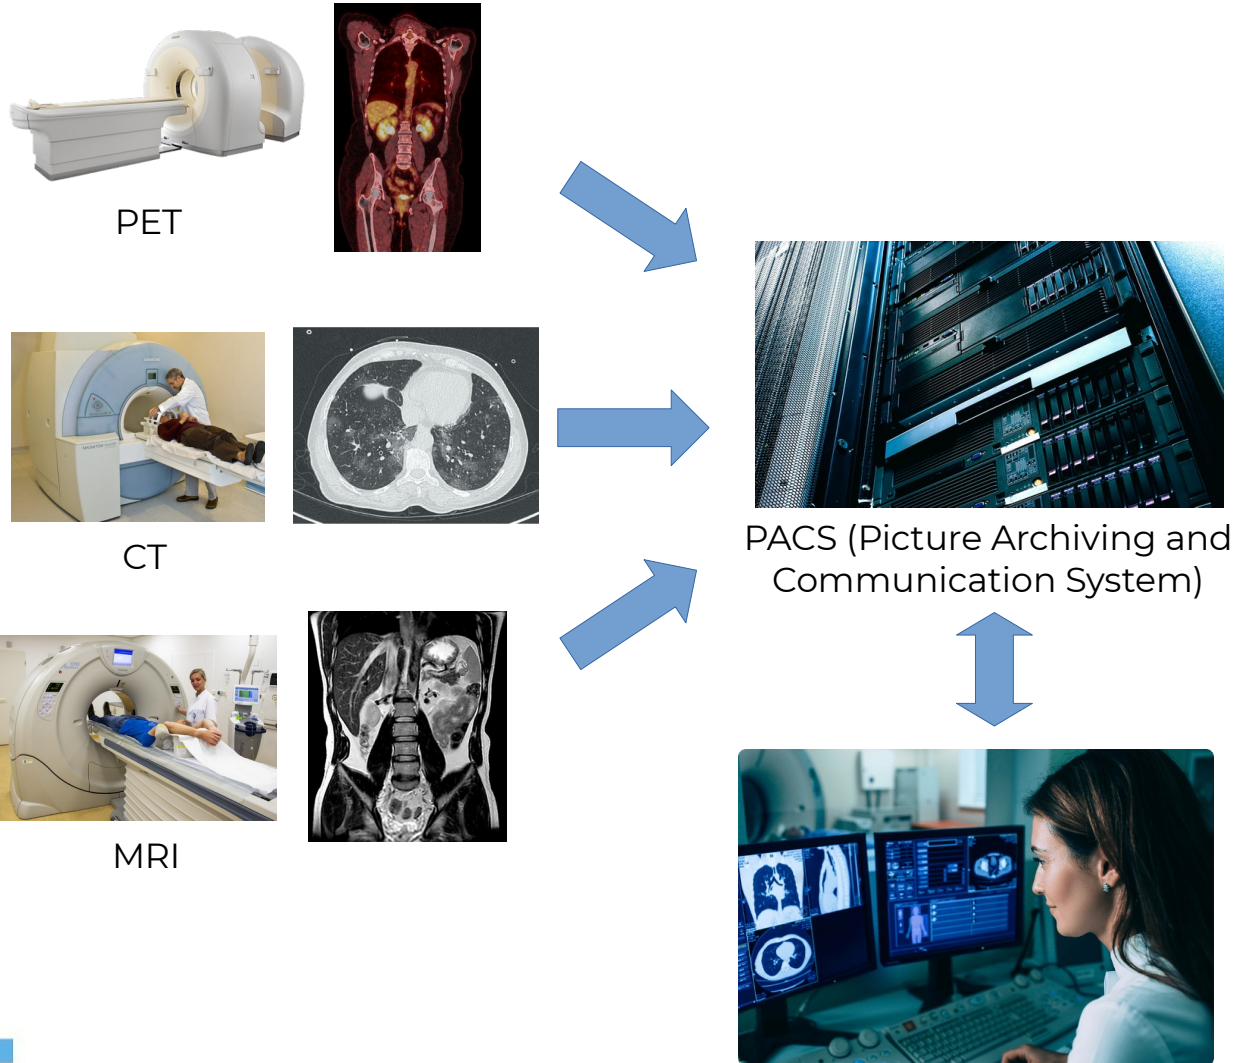 PET
CT
PACS (Picture Archiving and
Communication System)
MRI